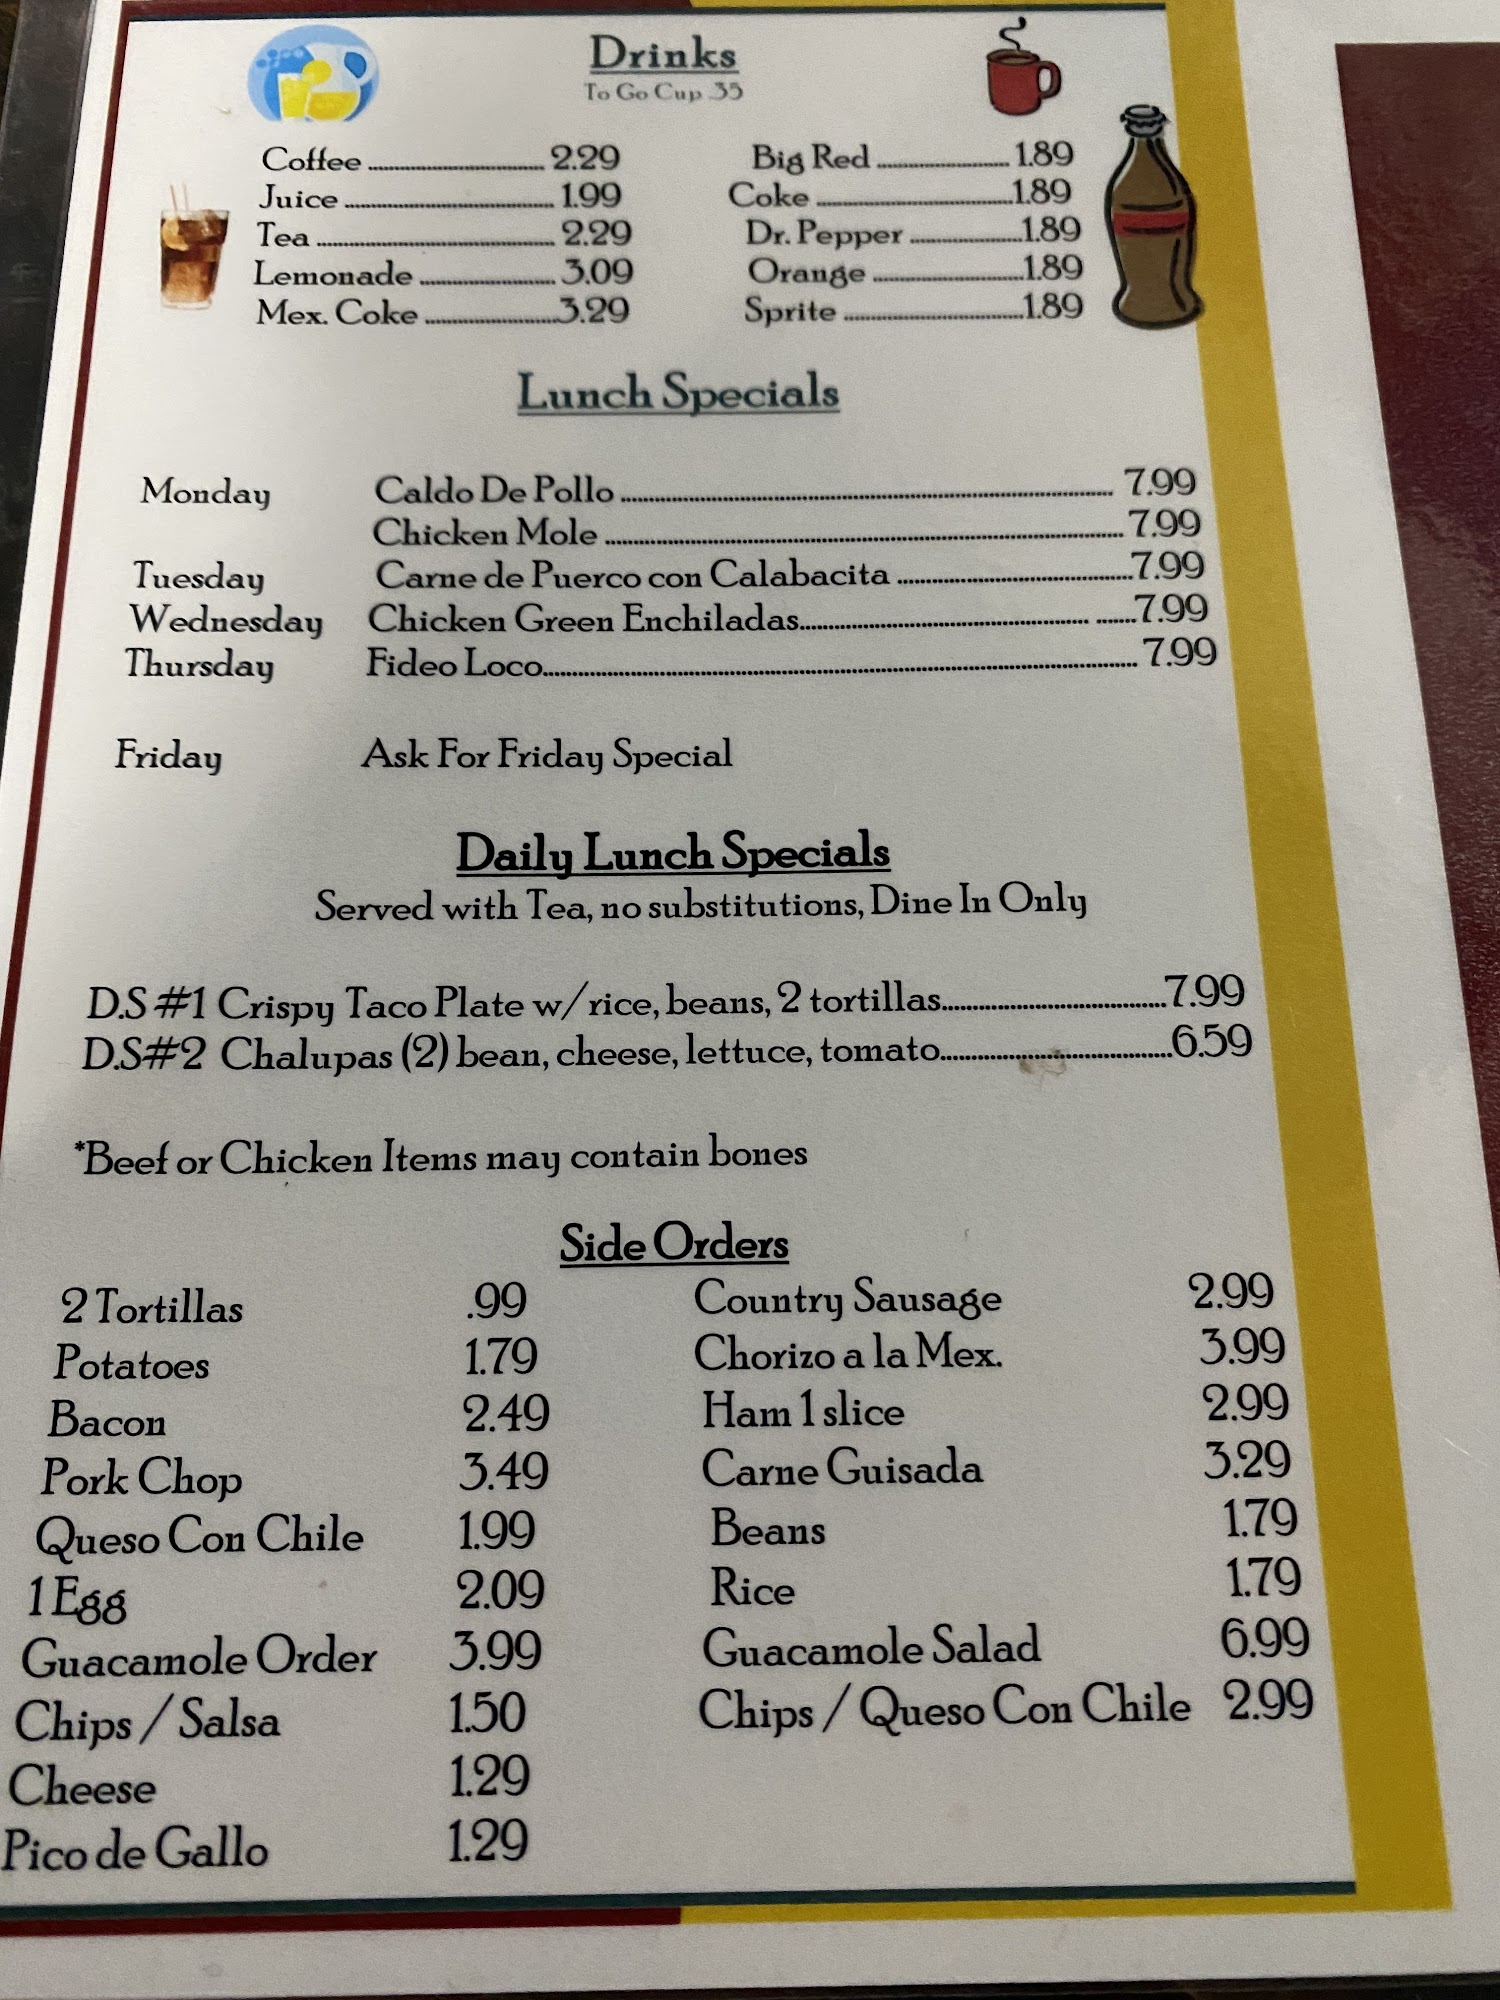 Drinks
To Go Cup .35
Coffee 2.29 Big Red 1.89
Juice 1.99 Coke 1.89
Tea 2.29 Dr. Pepper 1.89
Lemonade 3.09 Orange 1.89
Mex. Coke 3.29 Sprite 1.89
Lunch Specials
Monday Caldo De Pollo 7.99
Chicken Mole 7.99
Tuesday Carne de Puerco con Calabacita 7.99
Wednesday Chicken Green Enchiladas 7.99
Thursday Fideo Loco 7.99
Friday Ask For Friday Special
Daily Lunch Specials
Served with Tea, no substitutions, Dine In Only
D.S #1 Crispy Taco Plate w/ rice, beans, 2 tortillas 7.99
D.S#2 Chalupas (2) bean, cheese, lettuce, tomato 6.59
*Beef or Chicken Items may contain bones
Side Orders
2 Tortillas .99 Country Sausage 2.99
Potatoes 1.79 Chorizo a la Mex. 3.99
Bacon 2.49 Ham 1 slice 2.99
Pork Chop 3.49 Carne Guisada 3.29
Queso Con Chile 1.99 Beans 1.79
1 Egg 2.09 Rice 1.79
Guacamole Order 3.99 Guacamole Salad 6.99
Chips / Salsa 1.50 Chips / Queso Con Chile 2.99
Cheese 1.29
Pico de Gallo 1.29